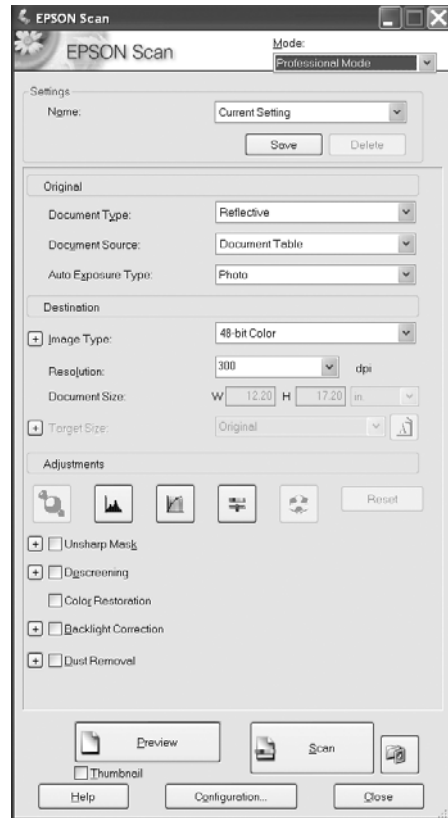 EPSON Scan
EPSON Scan
Mode:
Professional Mode
Settings
Name:
Current Setting
Save
Delete
Original
Document Type:
Reflective
Document Source:
Document Table
Auto Exposure Type:
Photo
Destination
Image Type:
48-bit Color
Resolution:
300
dpi
Document Size:
W 12.20 H 17.20 in.
Target Size:
Original
Adjustments
Reset
Unsharp Mask
Descreening
Color Restoration
Backlight Correction
Dust Removal
Preview
Scan
Thumbnail
Help
Configuration...
Close